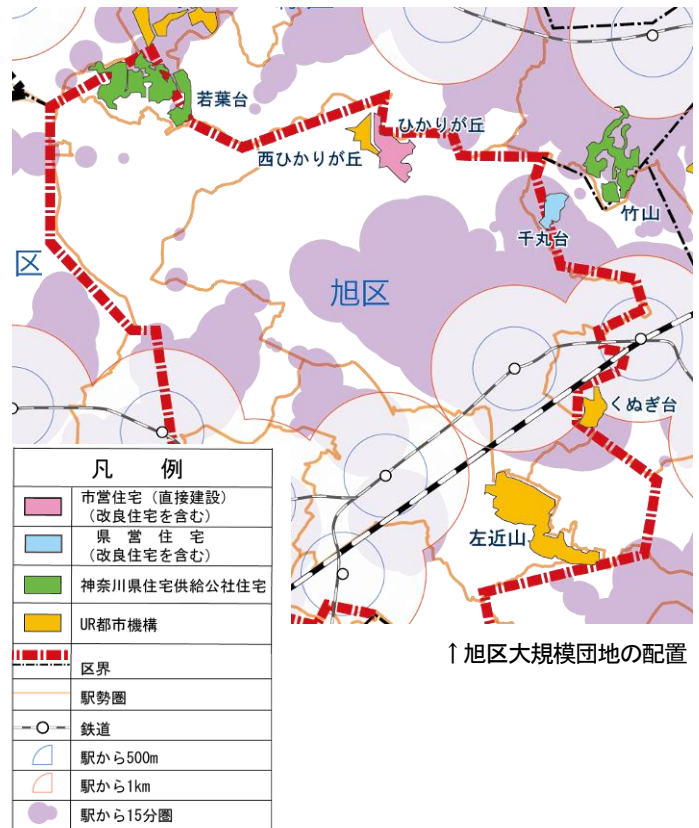 若葉台
ひかりが丘
西ひかりが丘
竹山
千丸台
区
旭区
くぬぎ台
左近山
凡 例
市営住宅（直接建設）
（改良住宅を含む）
県 営 住 宅
（改良住宅を含む）
神奈川県住宅供給公社住宅
UR都市機構
区界
駅勢圏
鉄道
駅から500m
駅から1km
駅から15分圏
↑旭区大規模団地の配置